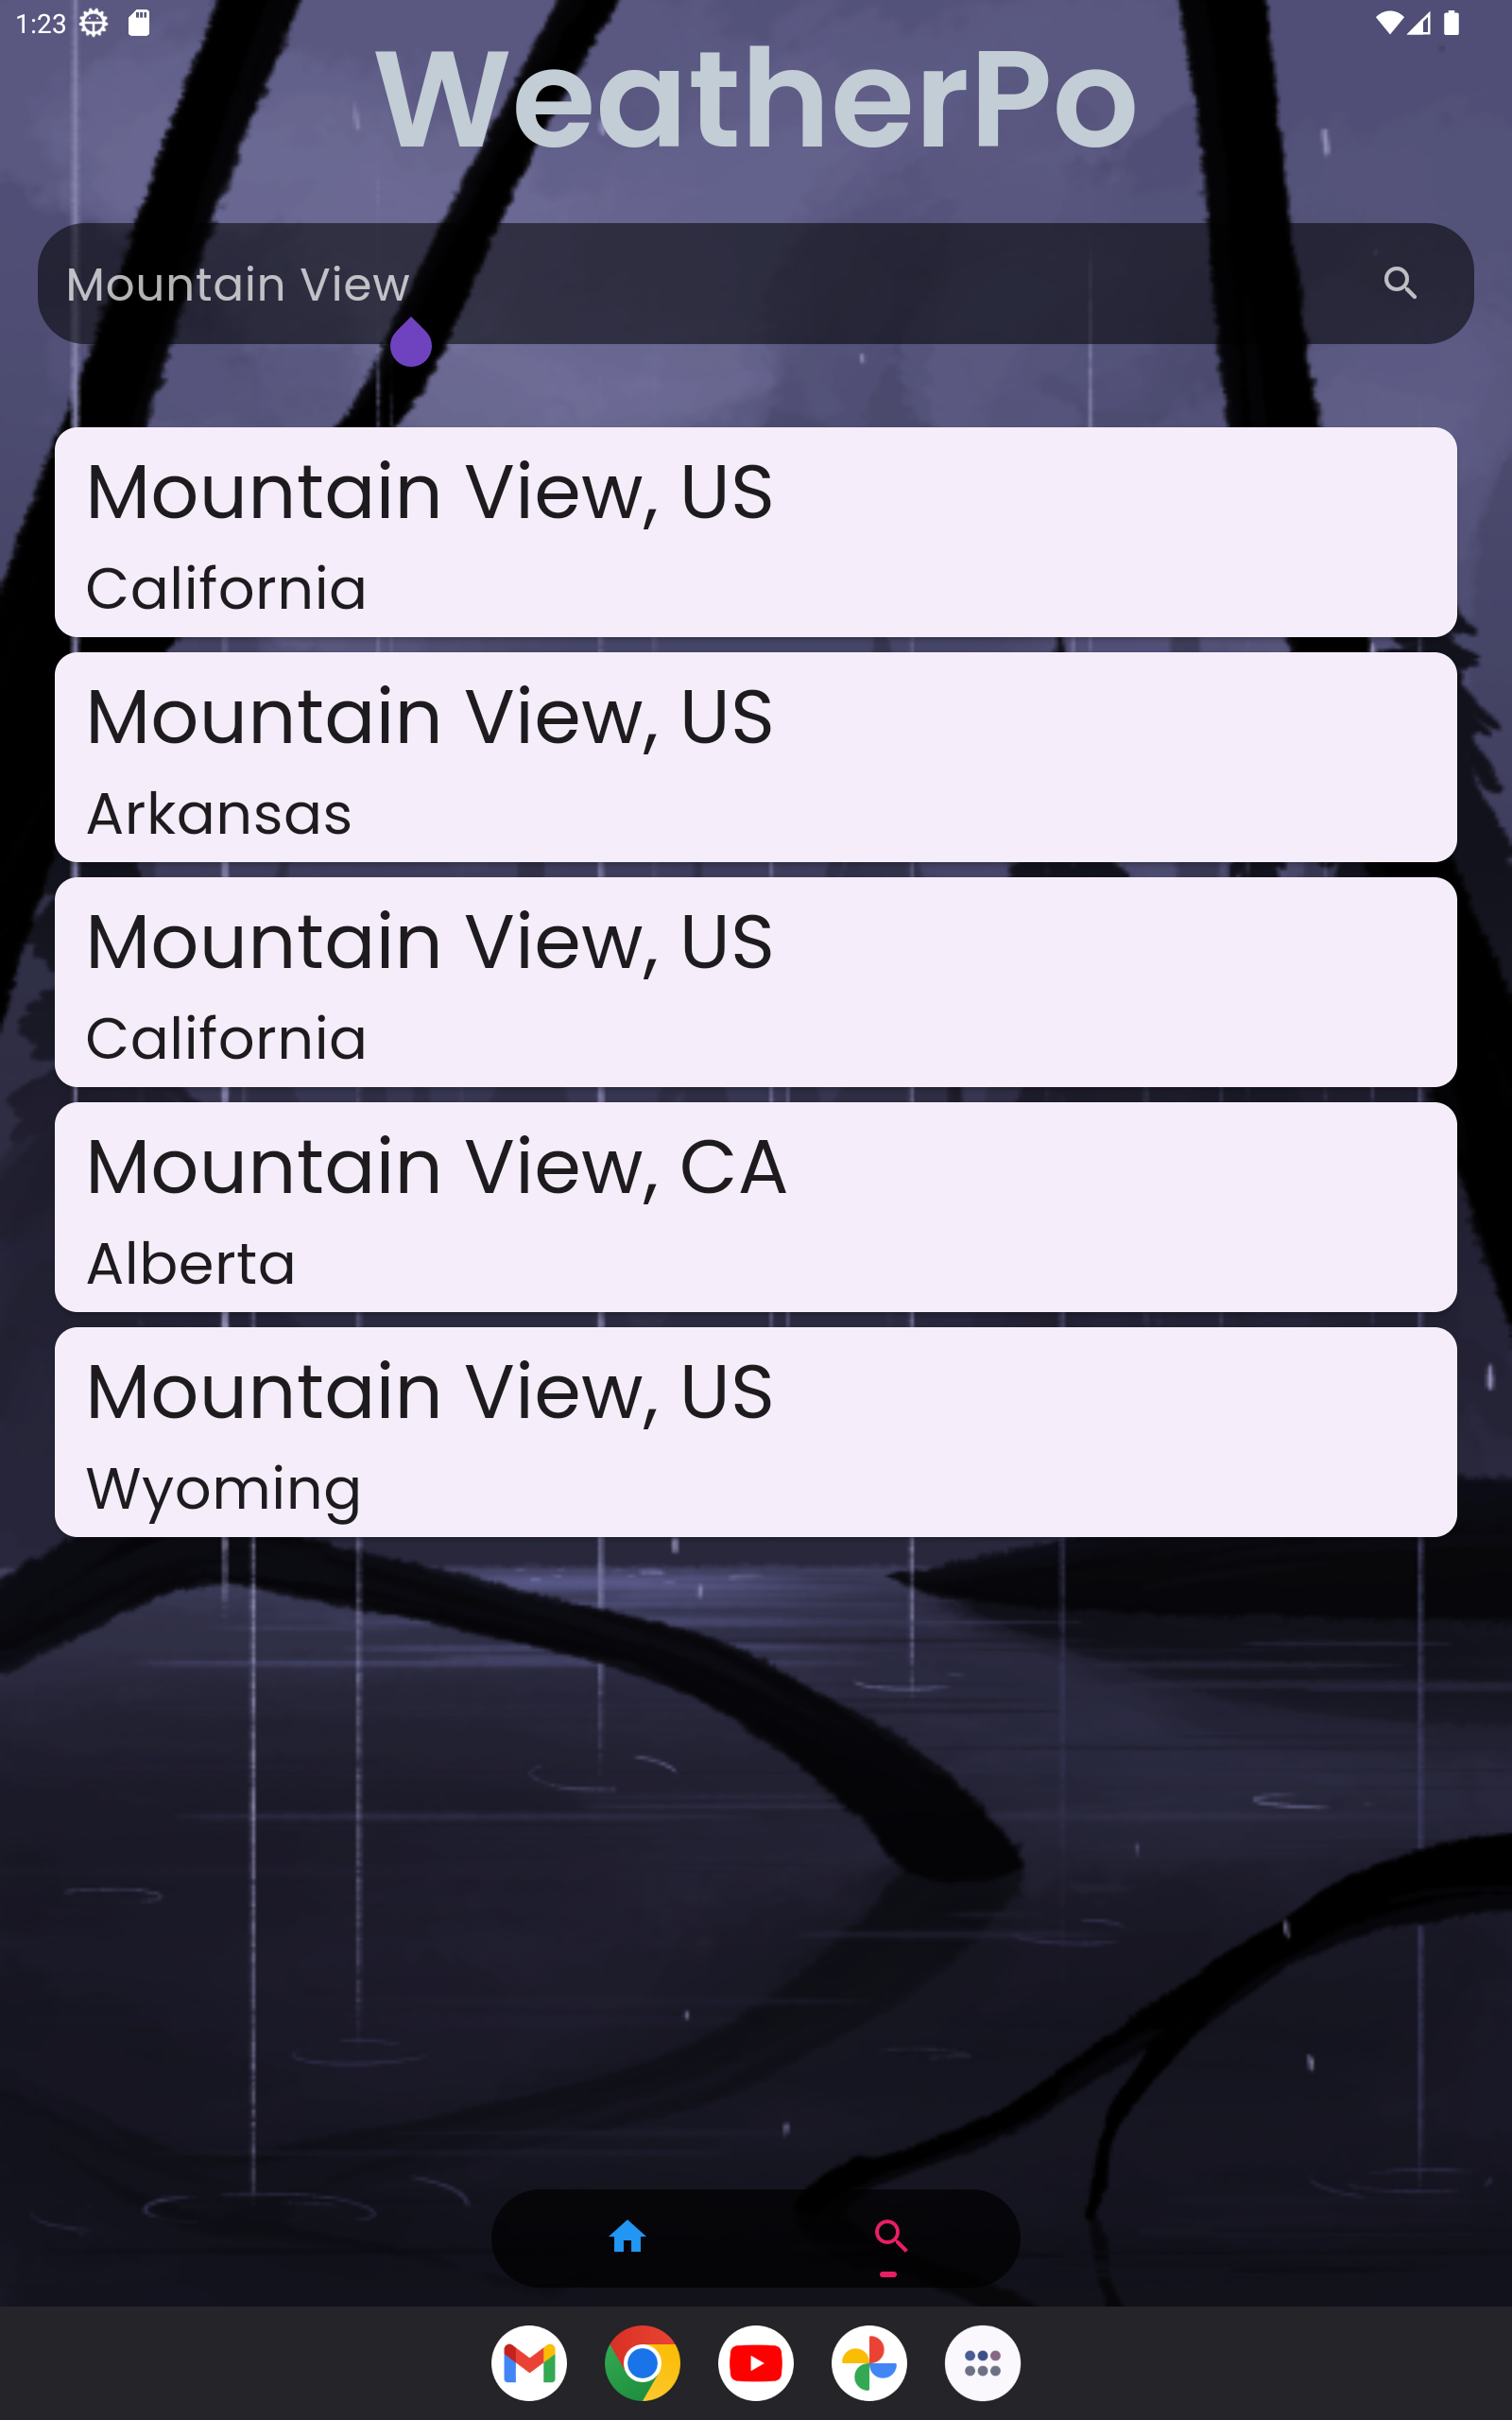 1:23
WeatherPo
Mountain View
Mountain View, US
California
Mountain View, US
Arkansas
Mountain View, US
California
Mountain View, CA
Alberta
Mountain View, US
Wyoming